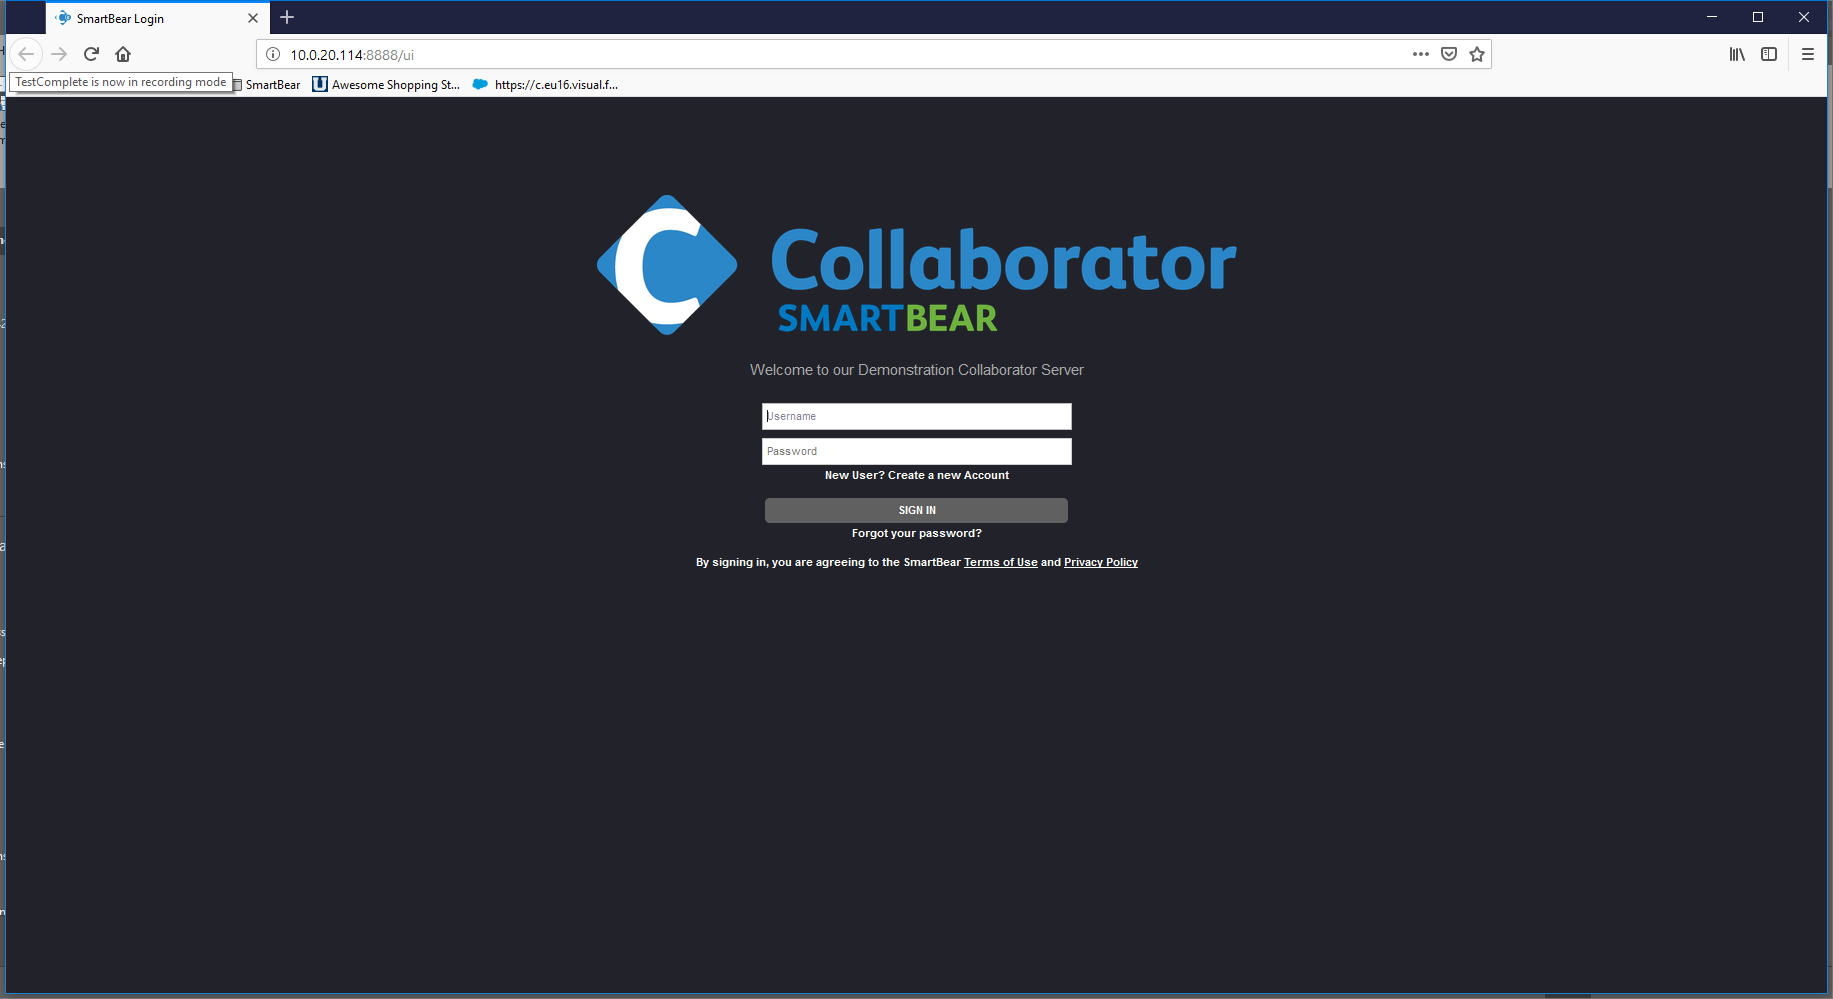 SmartBear Login
10.0.20.114:8888/ui
TestComplete is now in recording mode
SmartBear
Awesome Shopping St...
https://c.eu16.visual.f...
C
Collaborator
SMARTBEAR
Welcome to our Demonstration Collaborator Server
Username
Password
New User? Create a new Account
SIGN IN
Forgot your password?
By signing in, you are agreeing to the SmartBear Terms of Use and Privacy Policy